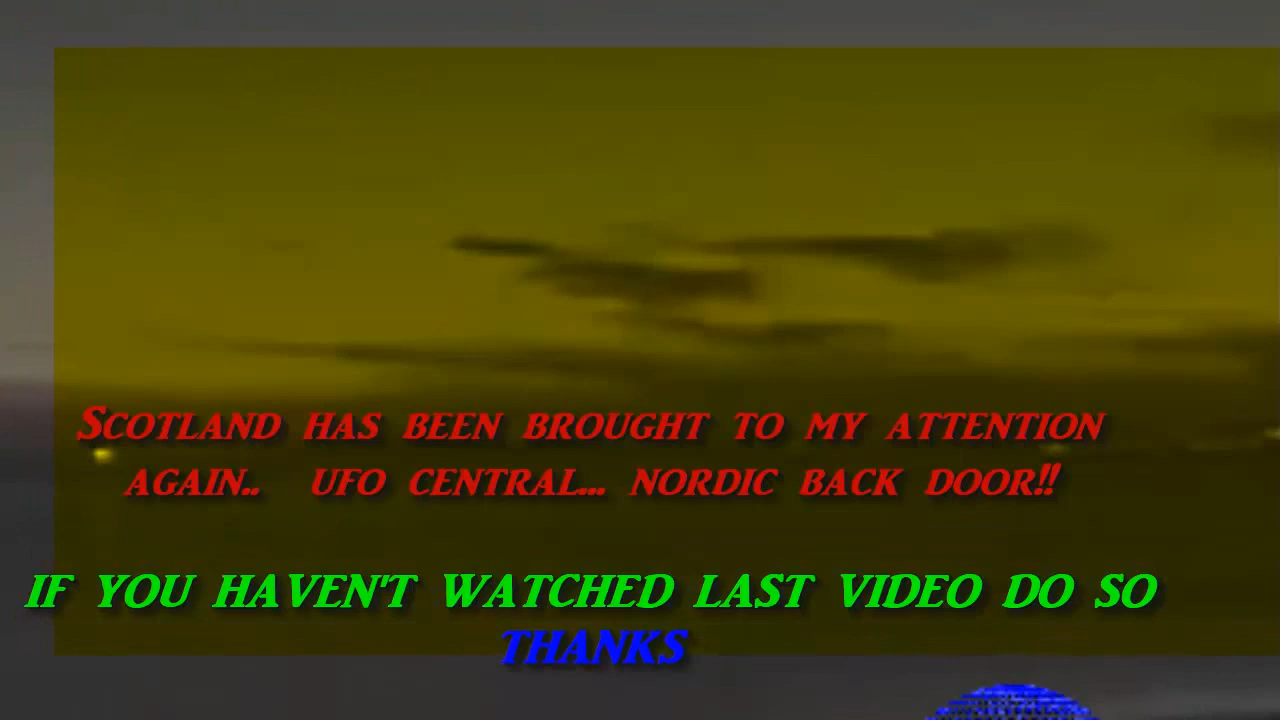 Scotland has been brought to my attention
again..  ufo central... nordic back door!!
IF YOU HAVEN'T WATCHED LAST VIDEO DO SO
THANKS